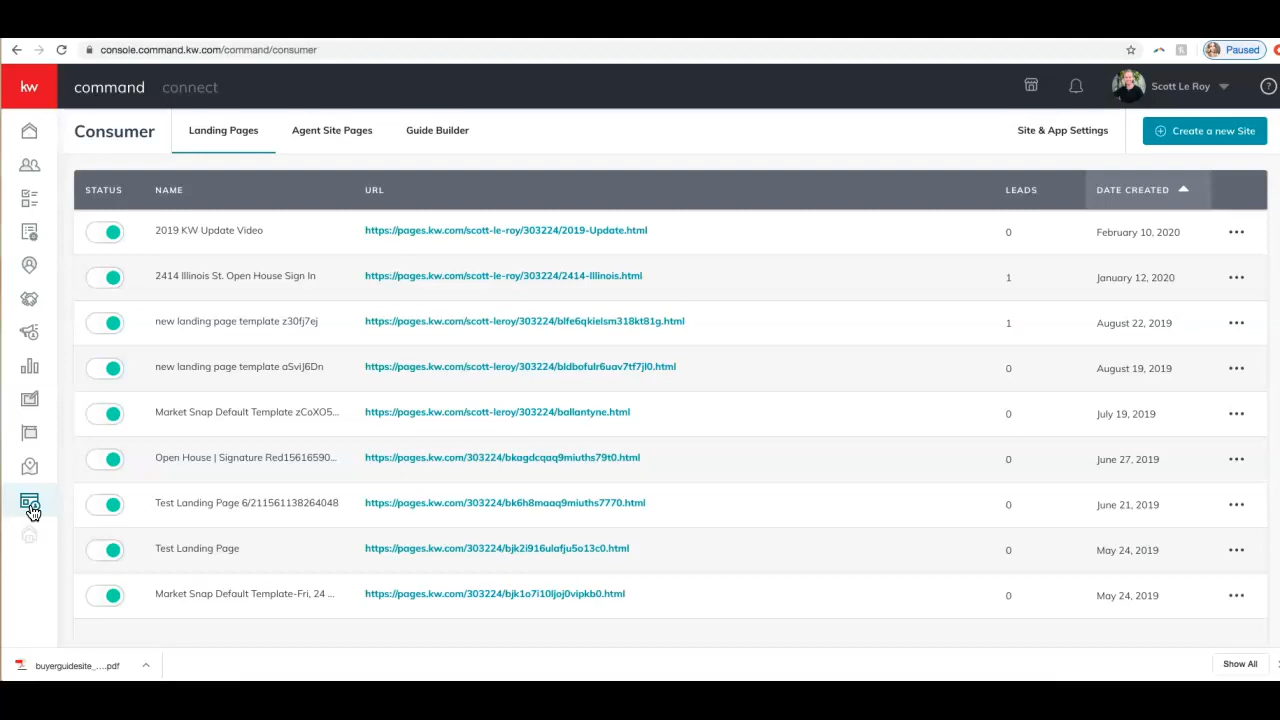 console.command.kw.com/command/consumer
Paused
kw
command connect
Scott Le Roy
?
Consumer
Landing Pages Agent Site Pages Guide Builder
Site & App Settings
Create a new Site
STATUS NAME URL LEADS DATE CREATED
2019 KW Update Video https://pages.kw.com/scott-le-roy/303224/2019-Update.html 0 February 10, 2020
2414 Illinois St. Open House Sign In https://pages.kw.com/scott-le-roy/303224/2414-Illinois.html 1 January 12, 2020
new landing page template z30fj7ej https://pages.kw.com/scott-leroy/303224/blfe6qkielsm318kt81g.html 1 August 22, 2019
new landing page template aSviJ6Dn https://pages.kw.com/scott-leroy/303224/bldbofulr6uav7tf7jl0.html 0 August 19, 2019
Market Snap Default Template zCoXO5... https://pages.kw.com/scott-leroy/303224/ballantyne.html 0 July 19, 2019
Open House | Signature Red15616590... https://pages.kw.com/303224/bkagdcqaq9miuths79t0.html 0 June 27, 2019
Test Landing Page 6/211561138264048 https://pages.kw.com/303224/bk6h8maaq9miuths7770.html 0 June 21, 2019
Test Landing Page https://pages.kw.com/303224/bjk2i916ulafju5o13c0.html 0 May 24, 2019
Market Snap Default Template-Fri, 24 ... https://pages.kw.com/303224/bjk1o7i10ljoj0vipkb0.html 0 May 24, 2019
buyerguidesite_....pdf
Show All